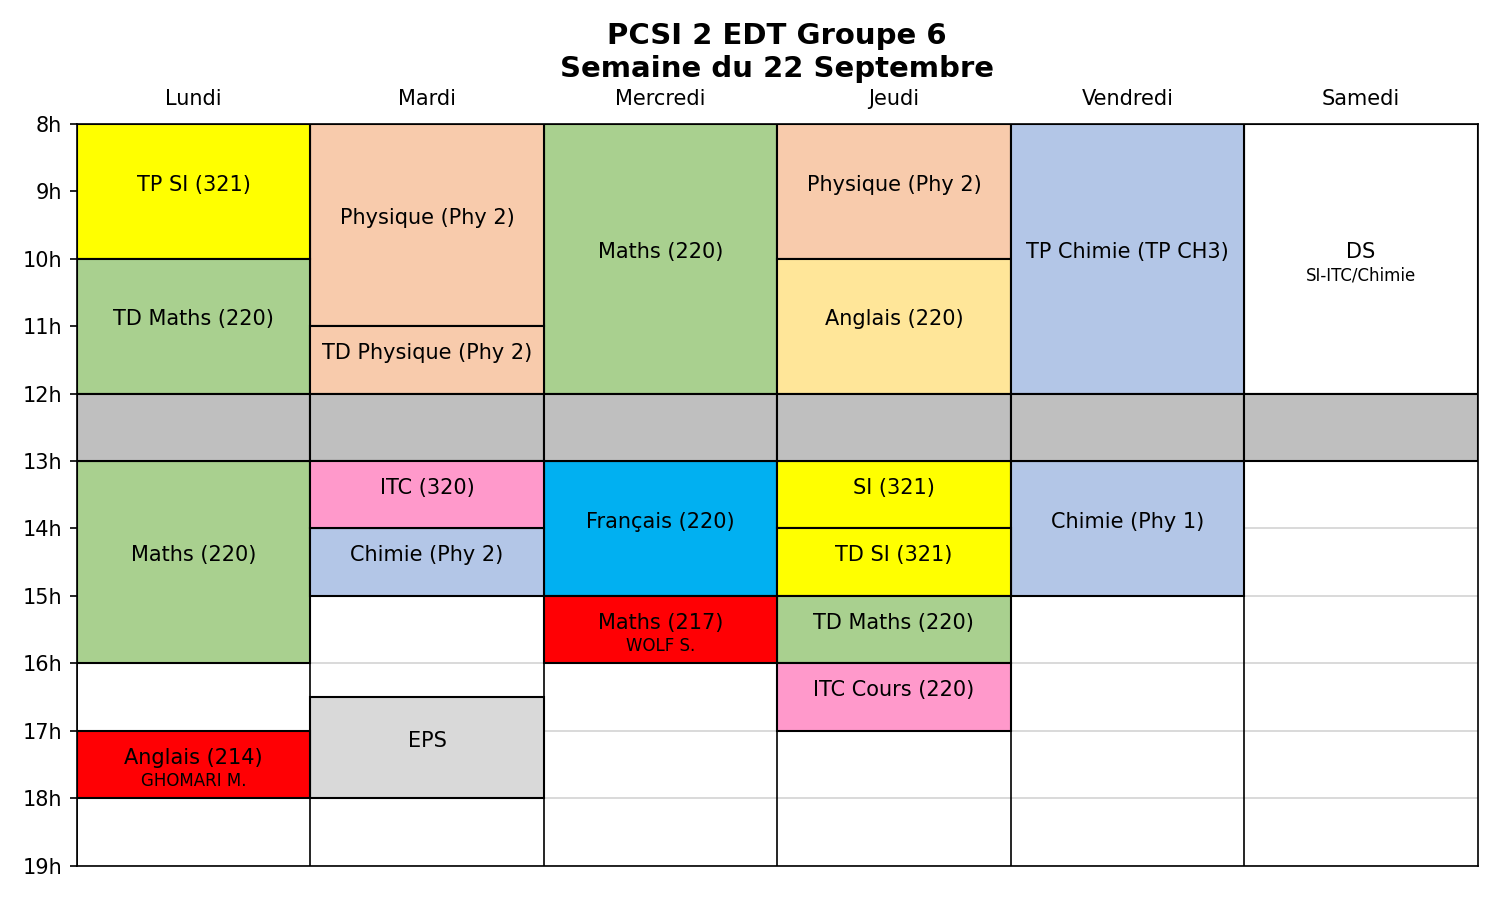 PCSI 2 EDT Groupe 6
Semaine du 22 Septembre
Lundi
Mardi
Mercredi
Jeudi
Vendredi
Samedi
8h
9h
10h
11h
12h
13h
14h
15h
16h
17h
18h
19h
TP SI (321)
TD Maths (220)
Maths (220)
Anglais (214)
GHOMARI M.
Physique (Phy 2)
TD Physique (Phy 2)
ITC (320)
Chimie (Phy 2)
EPS
Maths (220)
Français (220)
Maths (217)
WOLF S.
Physique (Phy 2)
Anglais (220)
SI (321)
TD SI (321)
TD Maths (220)
ITC Cours (220)
TP Chimie (TP CH3)
Chimie (Phy 1)
DS
SI-ITC/Chimie